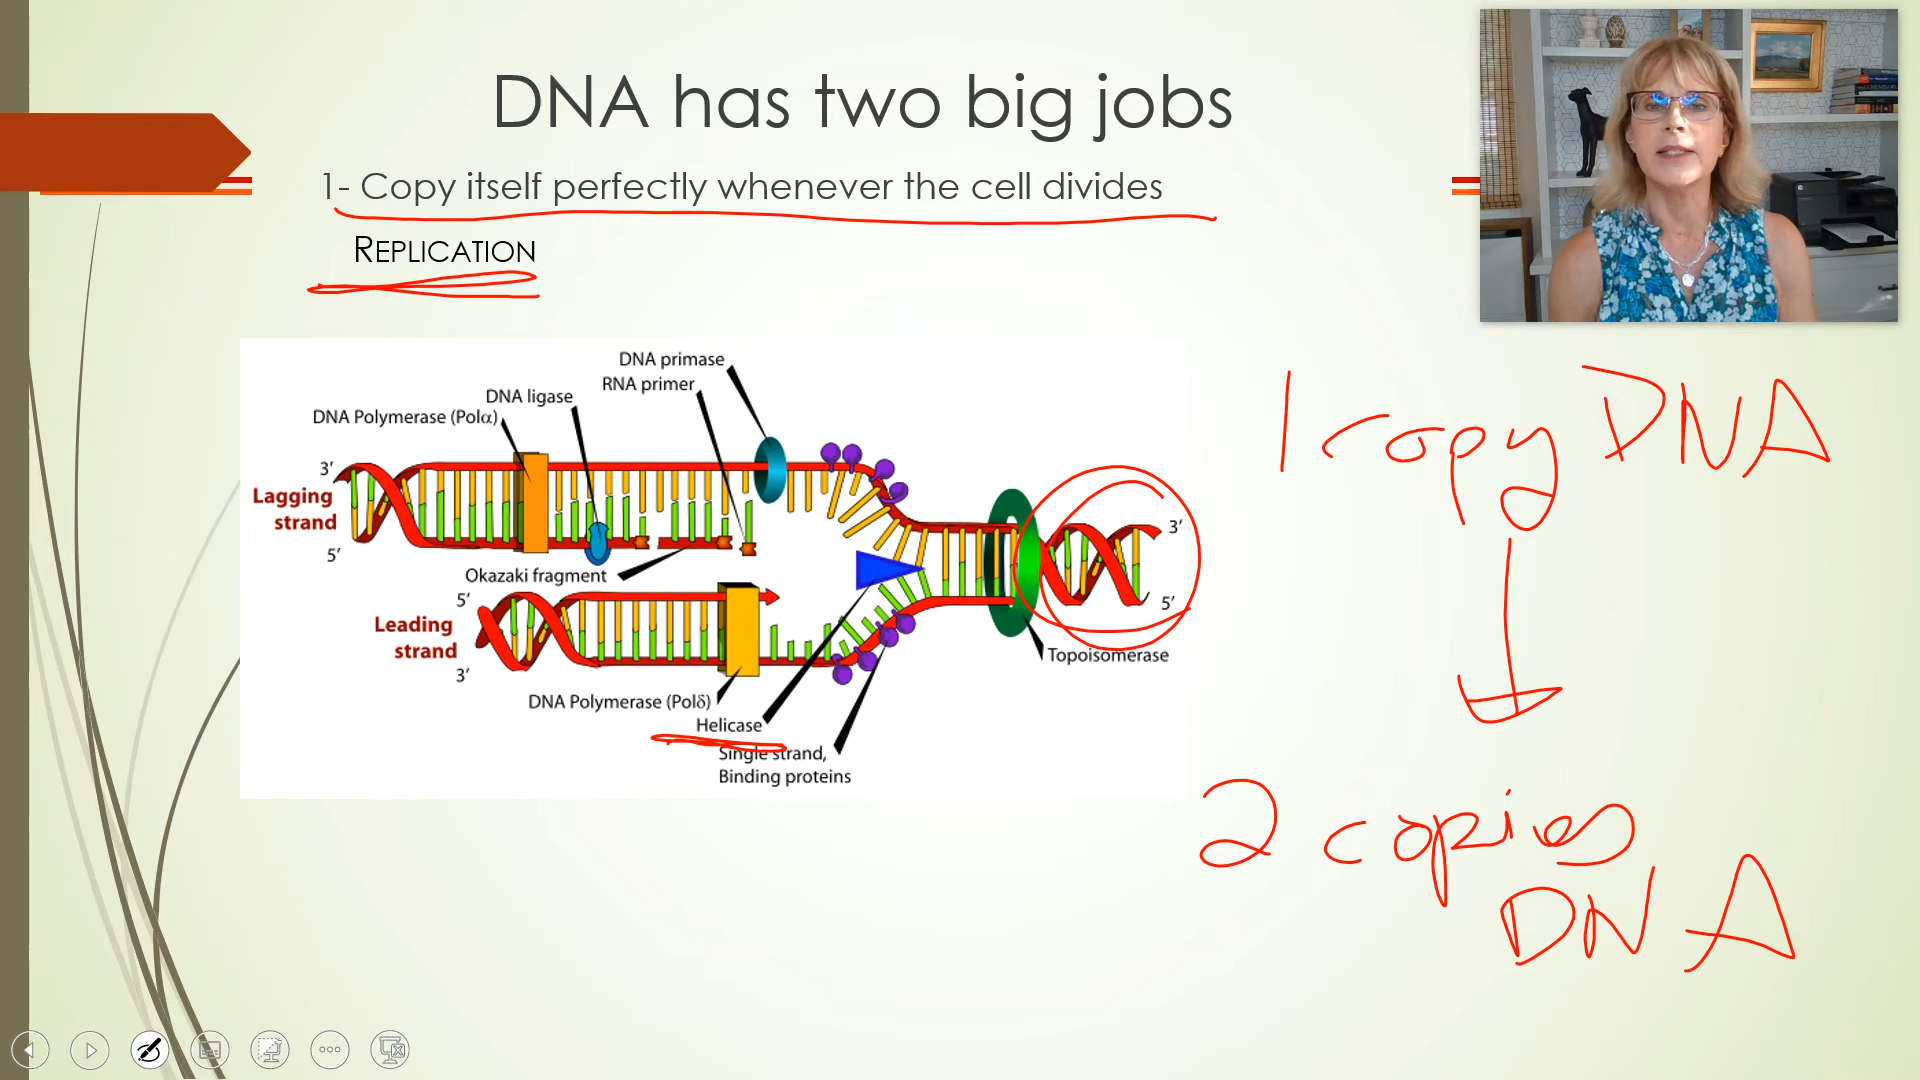 DNA has two big jobs
1- Copy itself perfectly whenever the cell divides
REPLICATION
DNA primase
RNA primer
DNA ligase
DNA Polymerase (Polα)
3'
Lagging
strand
5'
Okazaki fragment
5'
Leading
strand
3'
DNA Polymerase (Polδ)
Helicase
Single strand,
Binding proteins
3'
5'
Topoisomerase
1 copy DNA
2 copies
DNA